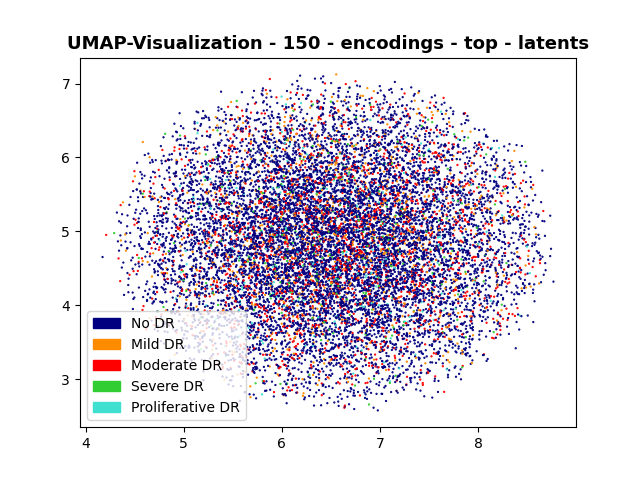 UMAP-Visualization - 150 - encodings - top - latents
7
6
5
4
3
No DR
Mild DR
Moderate DR
Severe DR
Proliferative DR
4 5 6 7 8